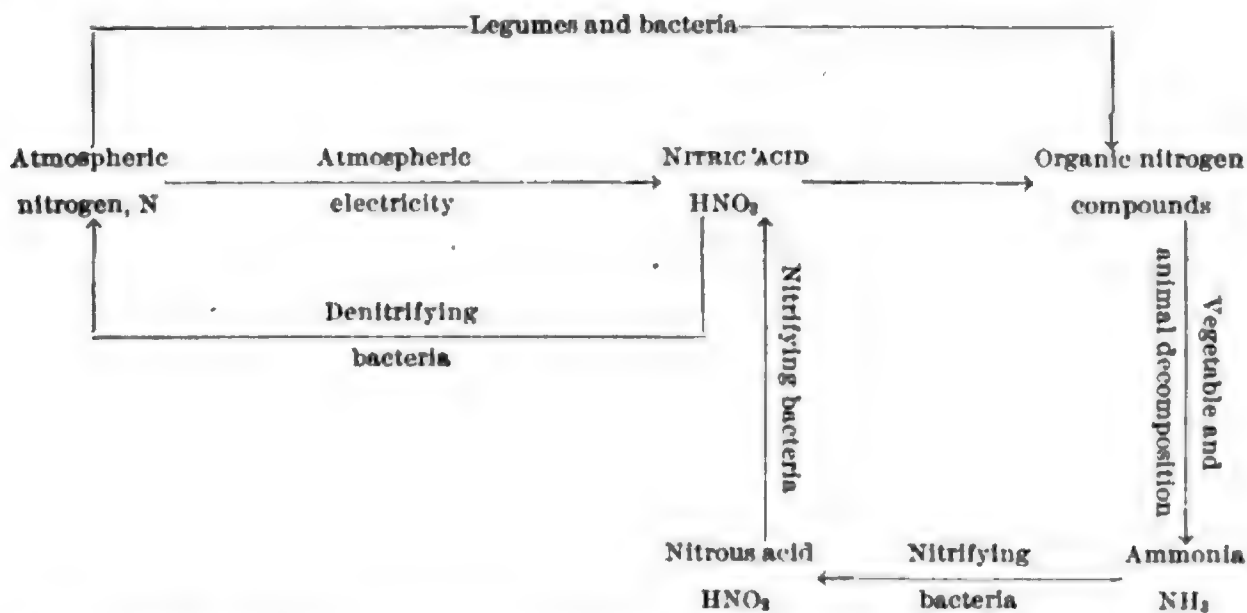 Legumes and bacteria
Atmospheric
nitrogen, N
Atmospheric
electricity
NITRIC ACID
HNO₃
Organic nitrogen
compounds
Denitrifying
bacteria
Nitrifying bacteria
Vegetable and
animal decomposition
Nitrous acid
HNO₂
Nitrifying
bacteria
Ammonia
NH₃